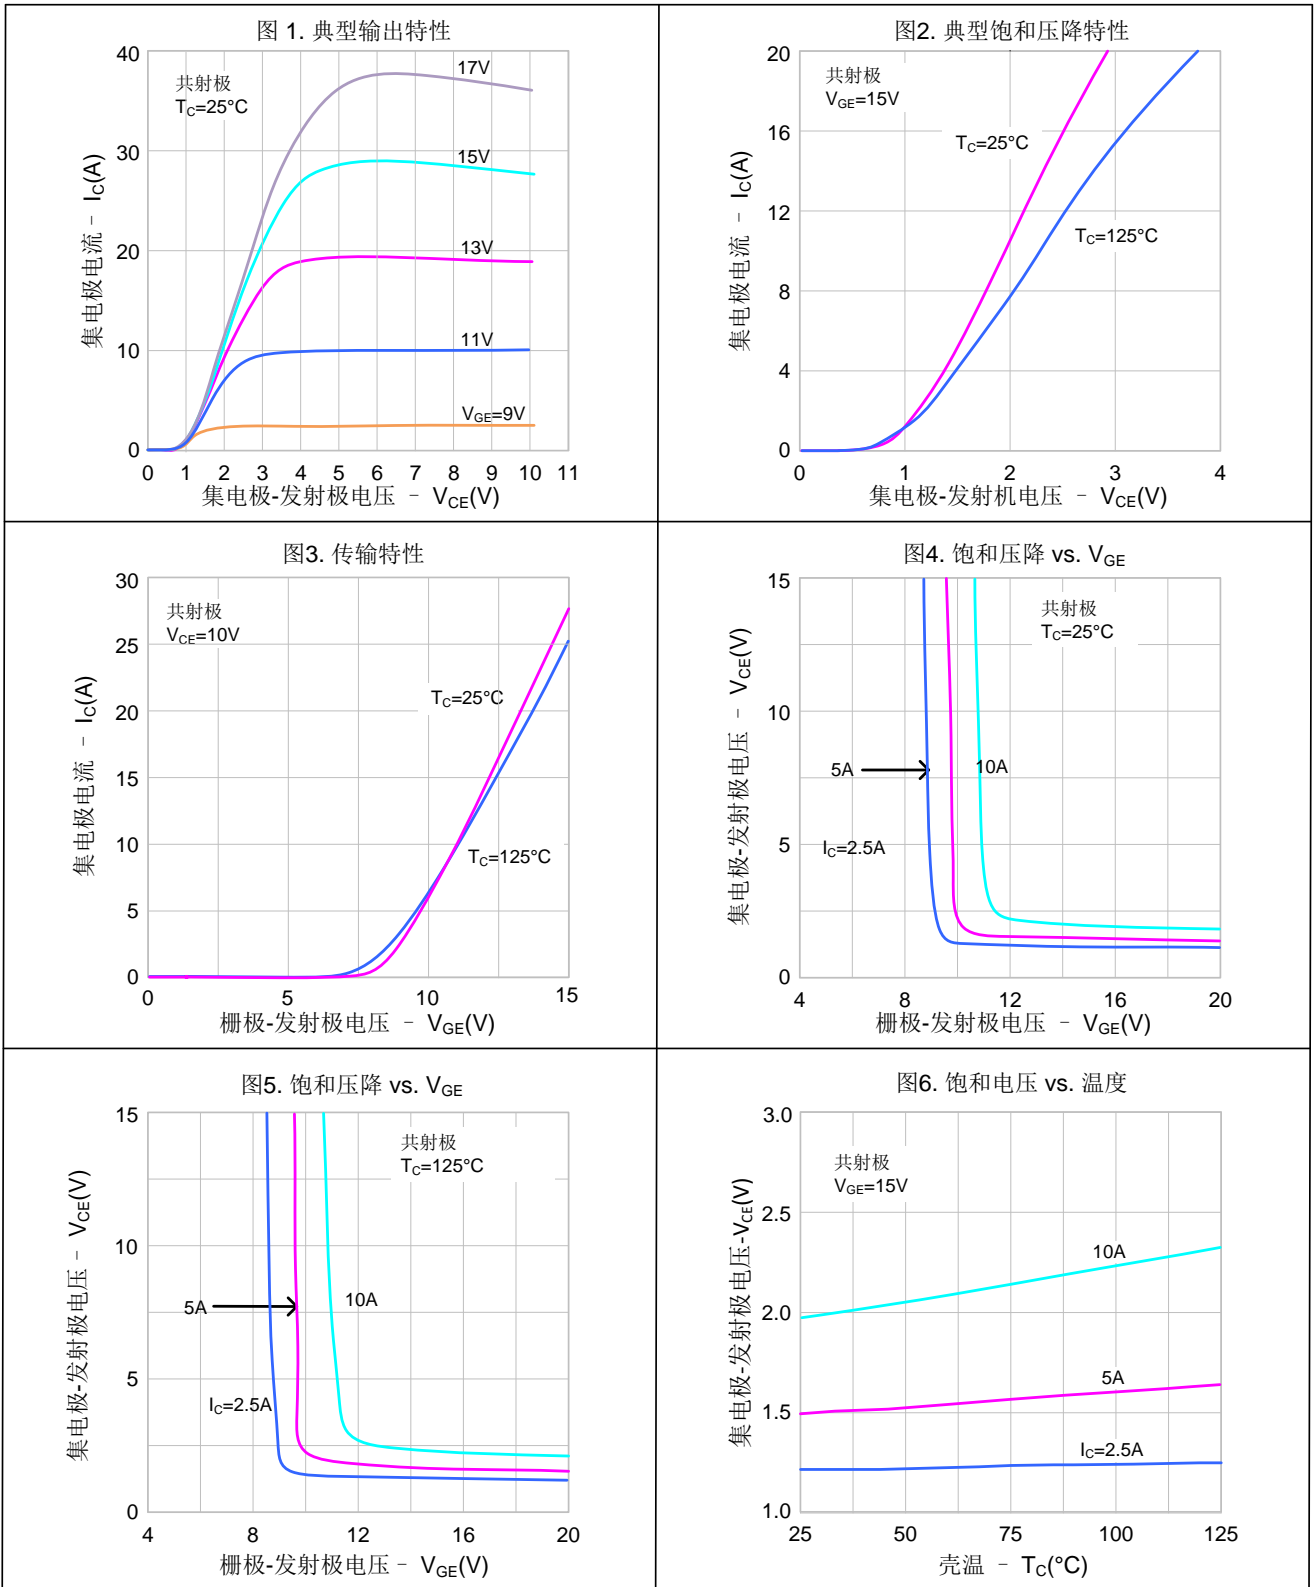 图 1. 典型输出特性
集电极电流 – IC(A)
40
30
20
10
0
共射极
TC=25°C
17V
15V
13V
11V
VGE=9V
0 1 2 3 4 5 6 7 8 9 10 11
集电极-发射极电压 – VCE(V)
图2. 典型饱和压降特性
集电极电流 – IC(A)
20
16
12
8
4
0
共射极
VGE=15V
TC=25°C
TC=125°C
0 1 2 3 4
集电极-发射机电压 – VCE(V)
图3. 传输特性
集电极电流 – IC(A)
30
25
20
15
10
5
0
共射极
VCE=10V
TC=25°C
TC=125°C
0 5 10 15
栅极-发射极电压 – VGE(V)
图4. 饱和压降 vs. VGE
集电极-发射极电压 – VCE(V)
15
10
5
0
共射极
TC=25°C
5A
10A
IC=2.5A
4 8 12 16 20
栅极-发射极电压 – VGE(V)
图5. 饱和压降 vs. VGE
集电极-发射极电压 – VCE(V)
15
10
5
0
共射极
TC=125°C
5A
10A
IC=2.5A
4 8 12 16 20
栅极-发射极电压 – VGE(V)
图6. 饱和电压 vs. 温度
集电极-发射极电压-VCE(V)
3.0
2.5
2.0
1.5
1.0
共射极
VGE=15V
10A
5A
IC=2.5A
25 50 75 100 125
壳温 – TC(°C)